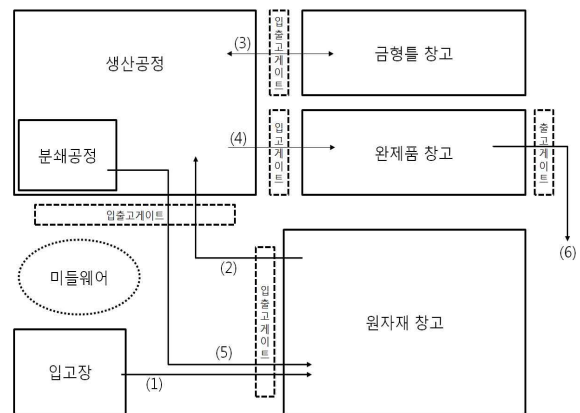 생산공정
(3)
입출고게이트
금형틀 창고
분쇄공정
(4)
입고게이트
완제품 창고
출고게이트
입출고게이트
(2)
(6)
미들웨어
입출고게이트
원자재 창고
입고장
(5)
(1)